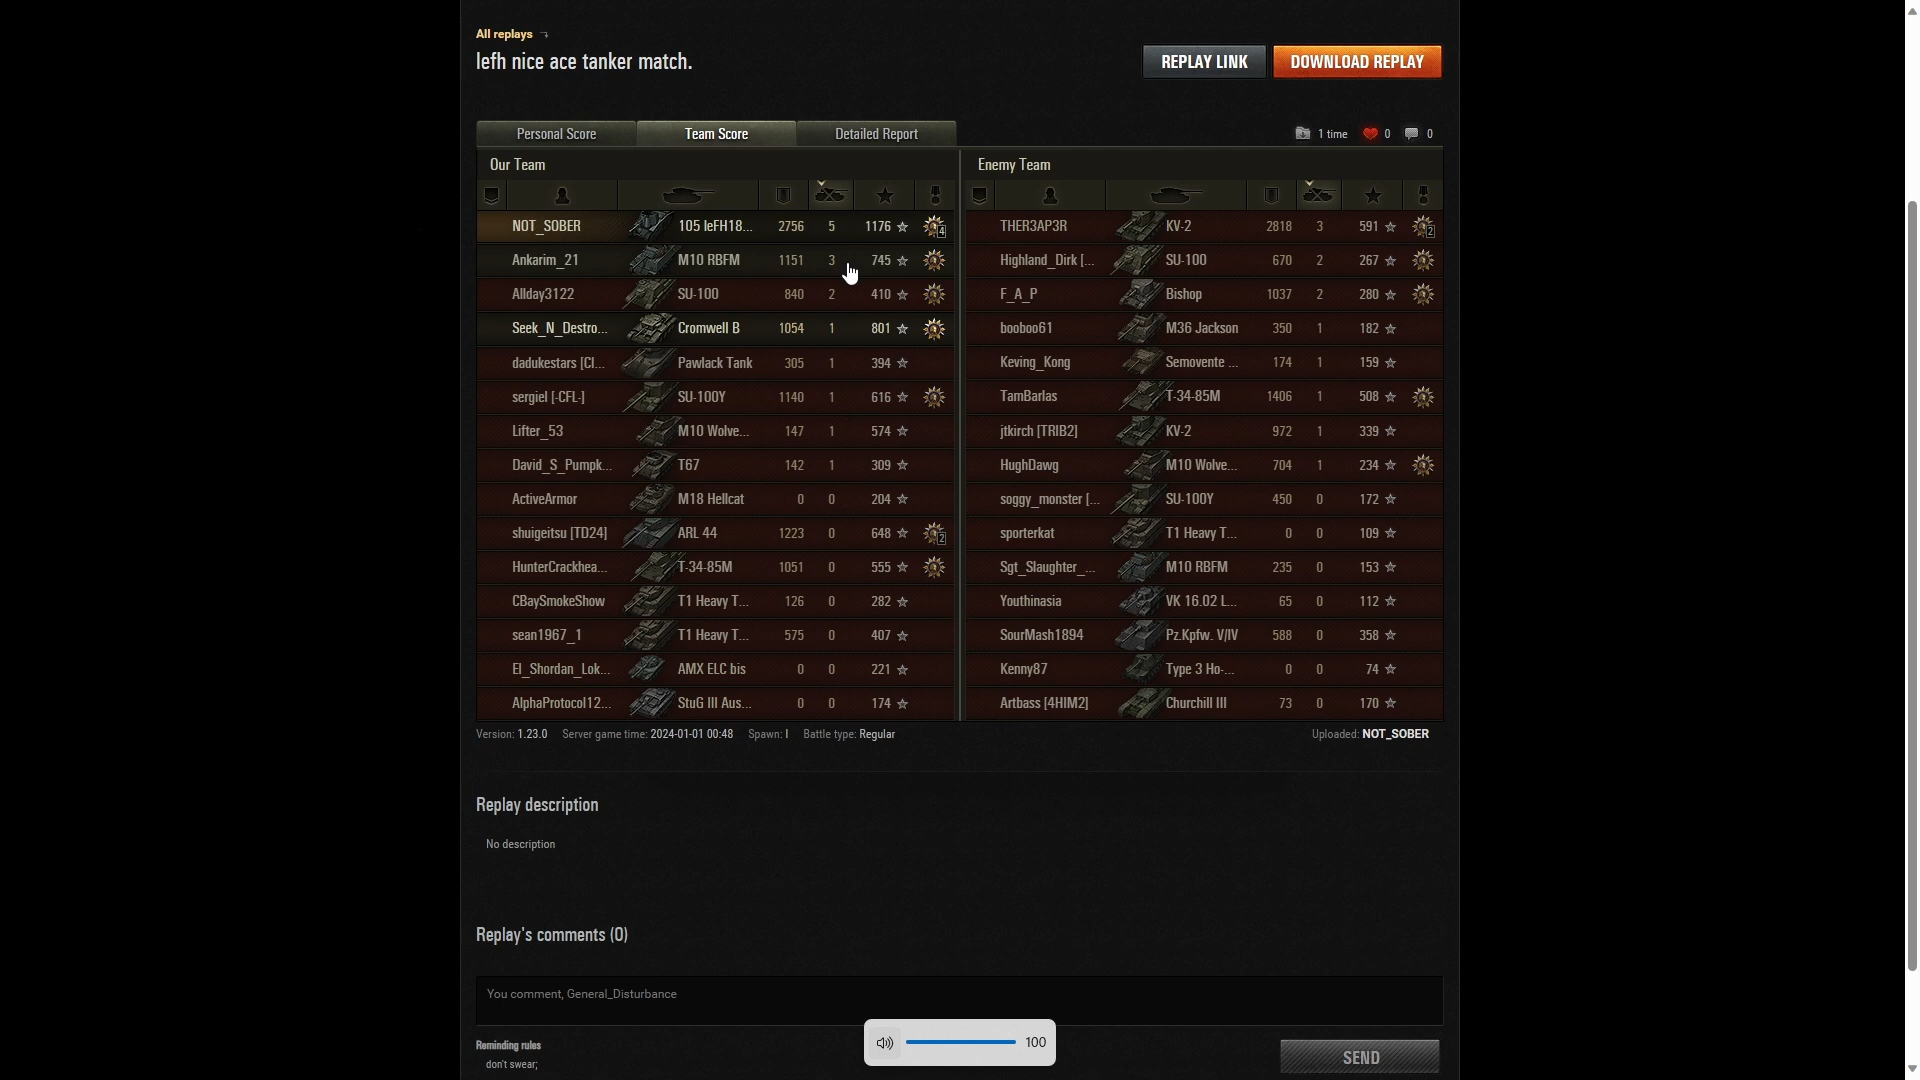 All replays
lefh nice ace tanker match.
REPLAY LINK
DOWNLOAD REPLAY
Personal Score
Team Score
Detailed Report
1 time
0
0
Our Team
Enemy Team
NOT_SOBER 105 leFH18... 2756 5 1176 4
Ankarim_21 M10 RBFM 1151 3 745
Allday3122 SU-100 840 2 410
Seek_N_Destro... Cromwell B 1054 1 801
dadukestars [Cl... Pawlack Tank 305 1 394
sergiel [-CFL-] SU-100Y 1140 1 616
Lifter_53 M10 Wolve... 147 1 574
David_S_Pumpk... T67 142 1 309
ActiveArmor M18 Hellcat 0 0 204
shuigeitsu [TD24] ARL 44 1223 0 648 2
HunterCrackhea... T-34-85M 1051 0 555
CBaySmokeShow T1 Heavy T... 126 0 282
sean1967_1 T1 Heavy T... 575 0 407
El_Shordan_Lok... AMX ELC bis 0 0 221
AlphaProtocol12... StuG III Aus... 0 0 174
THER3AP3R KV-2 2818 3 591 2
Highland_Dirk [... SU-100 670 2 267
F_A_P Bishop 1037 2 280
booboo61 M36 Jackson 350 1 182
Keving_Kong Semovente ... 174 1 159
TamBarlas T-34-85M 1406 1 508
jtkirch [TRIB2] KV-2 972 1 339
HughDawg M10 Wolve... 704 1 234
soggy_monster [... SU-100Y 450 0 172
sporterkat T1 Heavy T... 0 0 109
Sgt_Slaughter_... M10 RBFM 235 0 153
Youthinasia VK 16.02 L... 65 0 112
SourMash1894 Pz.Kpfw. V/IV 588 0 358
Kenny87 Type 3 Ho-... 0 0 74
Artbass [4HIM2] Churchill III 73 0 170
Version: 1.23.0 Server game time: 2024-01-01 00:48 Spawn: I Battle type: Regular
Uploaded: NOT_SOBER
Replay description
No description
Replay's comments (0)
You comment, General_Disturbance
100
Reminding rules
don't swear;
SEND